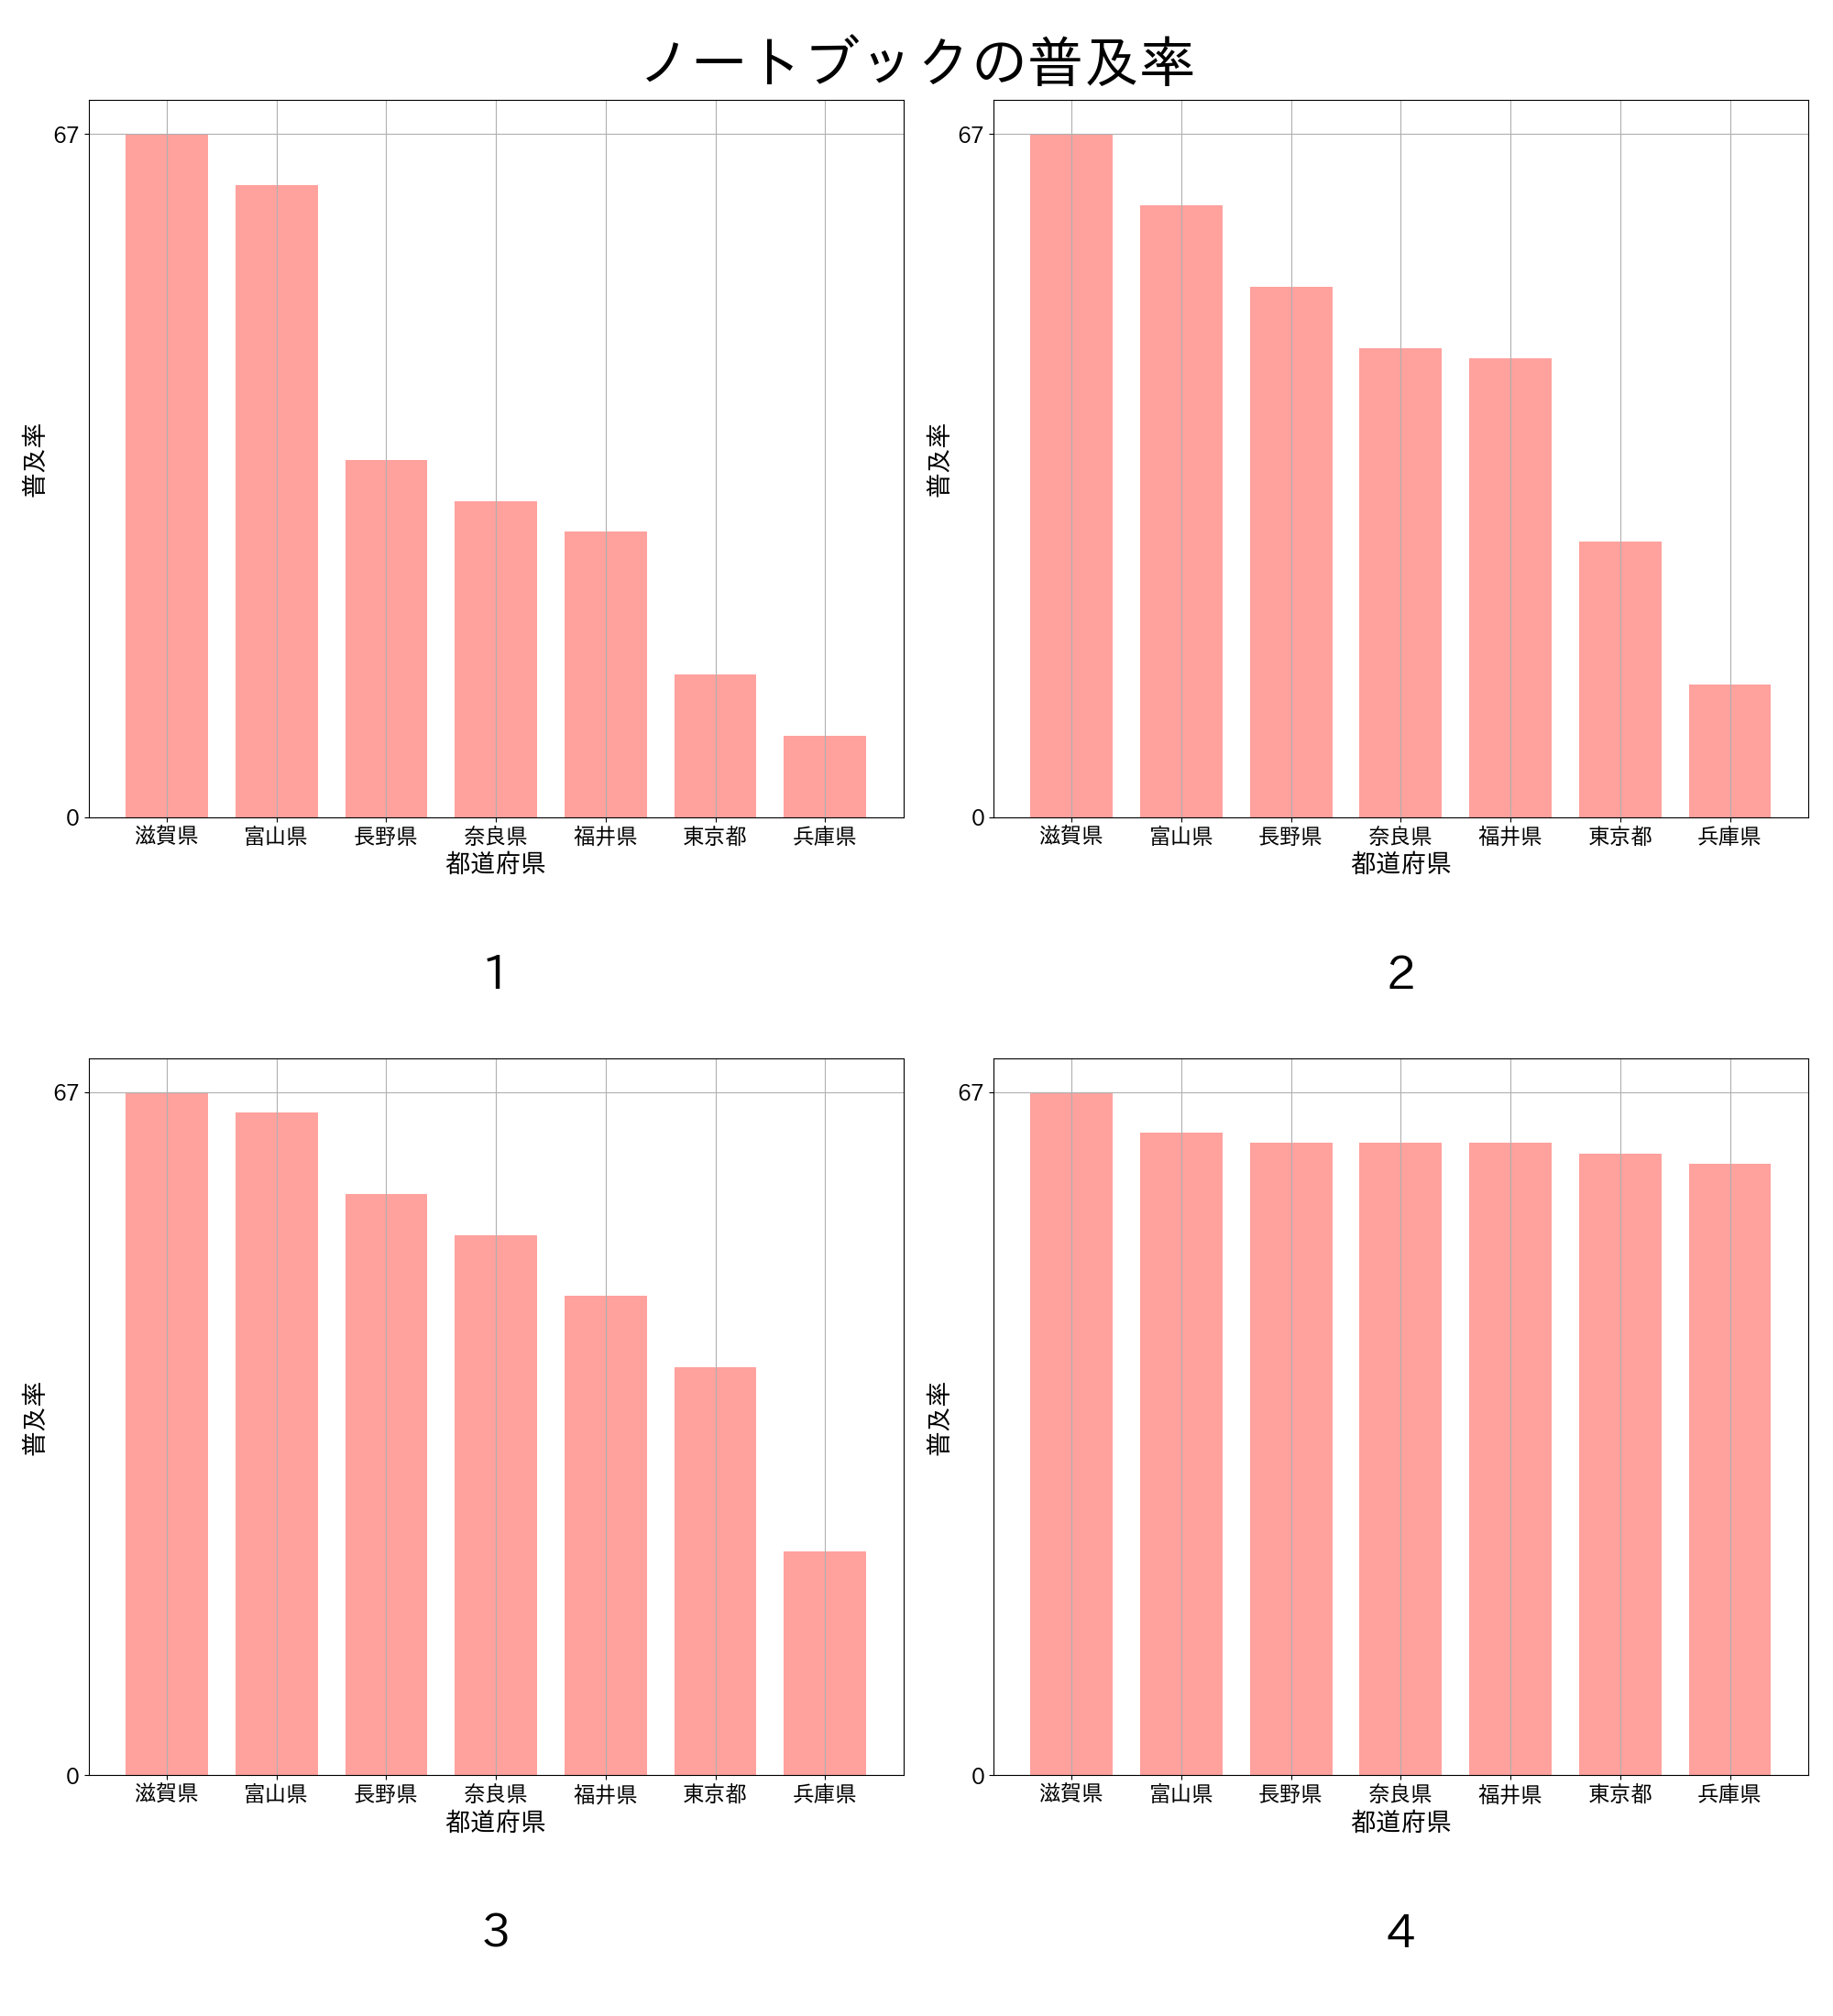 ノートブックの普及率
67
普及率
0
滋賀県 富山県 長野県 奈良県 福井県 東京都 兵庫県
都道府県
1
67
普及率
0
滋賀県 富山県 長野県 奈良県 福井県 東京都 兵庫県
都道府県
2
67
普及率
0
滋賀県 富山県 長野県 奈良県 福井県 東京都 兵庫県
都道府県
3
67
普及率
0
滋賀県 富山県 長野県 奈良県 福井県 東京都 兵庫県
都道府県
4